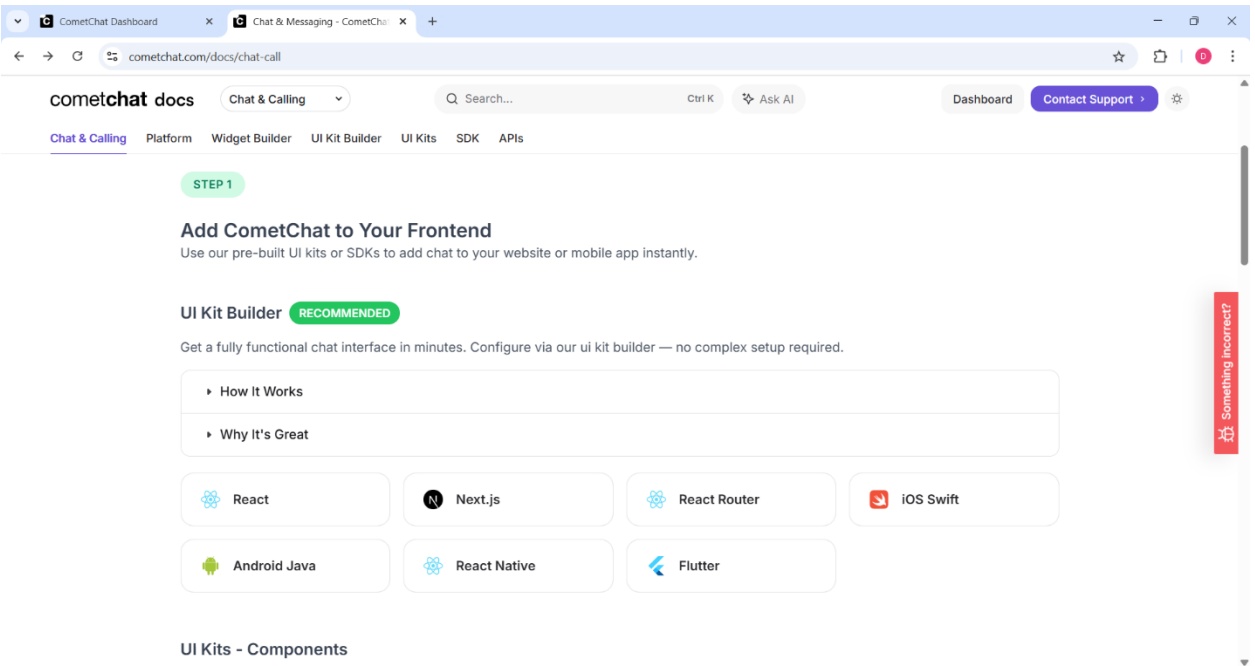 CometChat Dashboard
Chat & Messaging - CometCha
cometchat.com/docs/chat-call
D
cometchat docs
Chat & Calling
Search...
Ctrl K
Ask AI
Dashboard
Contact Support
Chat & Calling
Platform
Widget Builder
UI Kit Builder
UI Kits
SDK
APIs
STEP 1
Add CometChat to Your Frontend
Use our pre-built UI kits or SDKs to add chat to your website or mobile app instantly.
UI Kit Builder
RECOMMENDED
Get a fully functional chat interface in minutes. Configure via our ui kit builder — no complex setup required.
How It Works
Why It's Great
React
Next.js
React Router
iOS Swift
Android Java
React Native
Flutter
UI Kits - Components
Something incorrect?